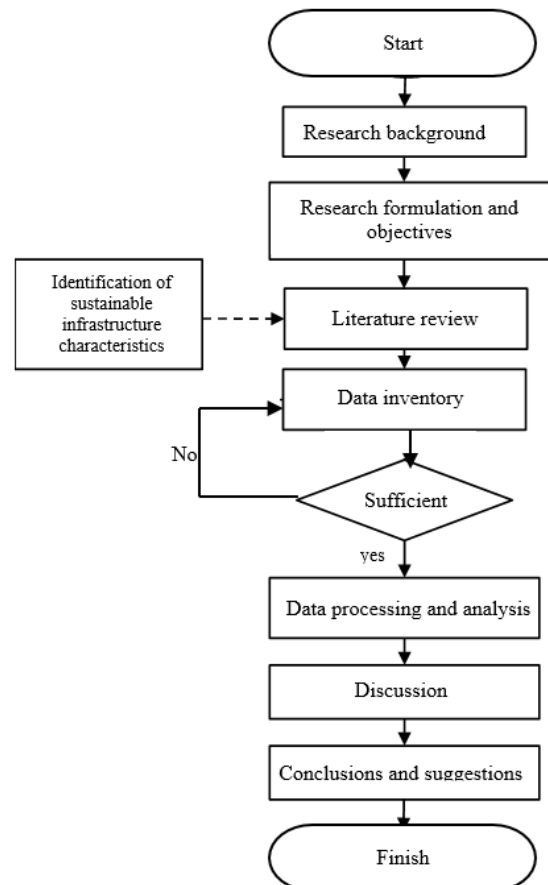 Start
Research background
Research formulation and
objectives
Identification of
sustainable
infrastructure
characteristics
Literature review
Data inventory
No
Sufficient
yes
Data processing and analysis
Discussion
Conclusions and suggestions
Finish